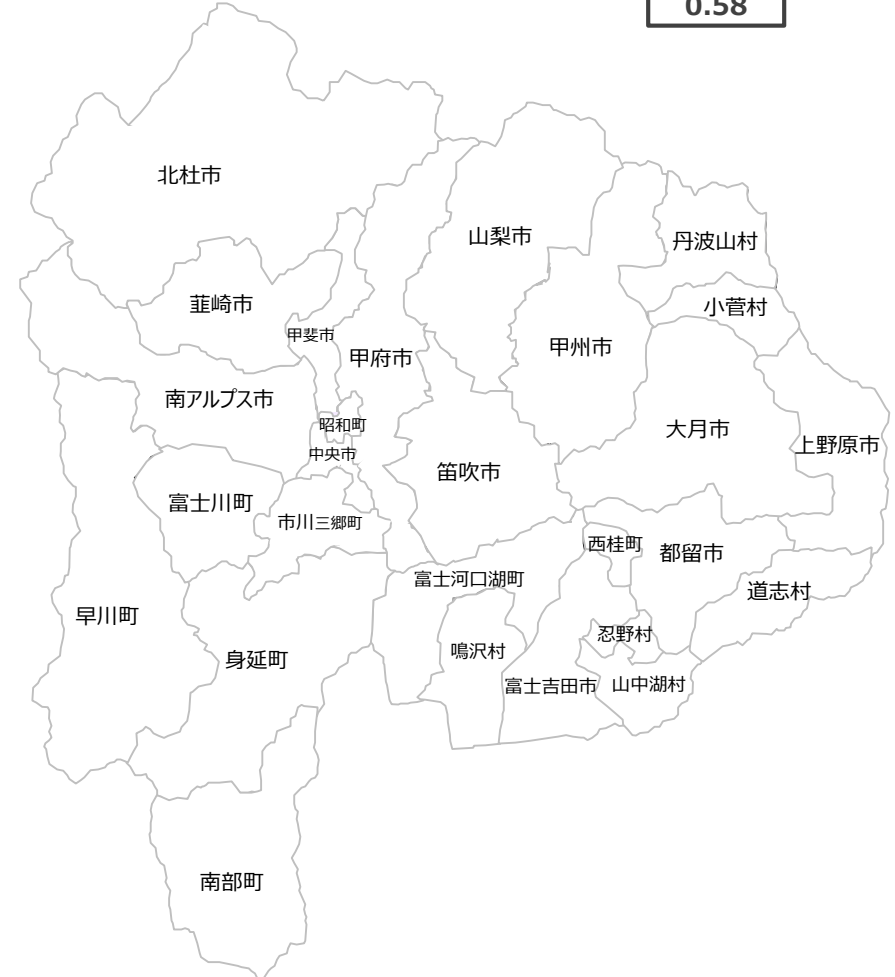 0.58
北杜市
山梨市
丹波山村
韮崎市
小菅村
甲斐市
甲府市
甲州市
南アルプス市
昭和町
大月市
上野原市
中央市
笛吹市
富士川町
市川三郷町
西桂町
都留市
富士河口湖町
道志村
早川町
忍野村
身延町
鳴沢村
富士吉田市
山中湖村
南部町